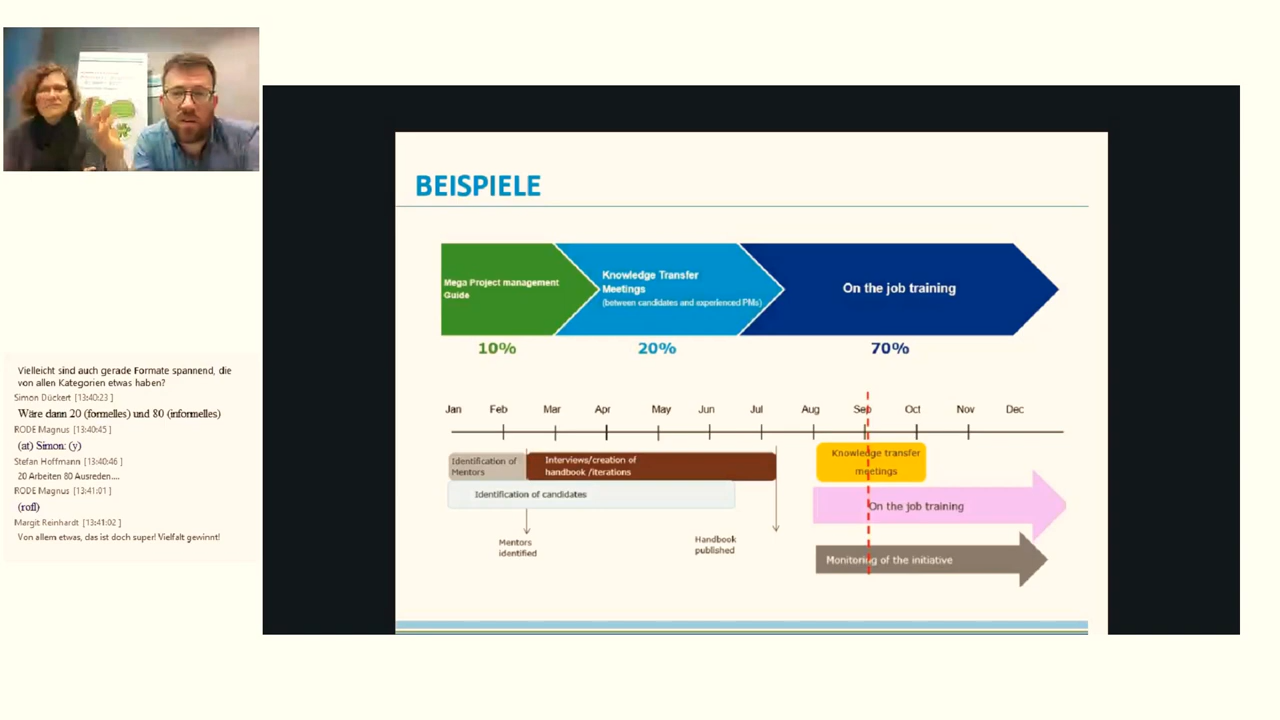 BEISPIELE
Mega Project management
Guide
Knowledge Transfer
Meetings
(between candidates and experienced PMs)
On the job training
10%
20%
70%
Jan Feb Mar Apr May Jun Jul Aug Sep Oct Nov Dec
Identification of
Mentors
Interviews/creation of
handbook /iterations
Knowledge transfer
meetings
Identification of candidates
On the job training
Mentors
identified
Handbook
published
Monitoring of the initiative
Vielleicht sind auch gerade Formate spannend, die
von allen Kategorien etwas haben?
Simon Dückert [13:40:23 ]
Wäre dann 20 (formelles) und 80 (informelles)
RODE Magnus [13:40:45 ]
(at) Simon: (y)
Stefan Hoffmann [13:40:46 ]
20 Arbeiten 80 Ausreden....
RODE Magnus [13:41:01 ]
(rofl)
Margit Reinhardt [13:41:02 ]
Von allem etwas, das ist doch super! Vielfalt gewinnt!